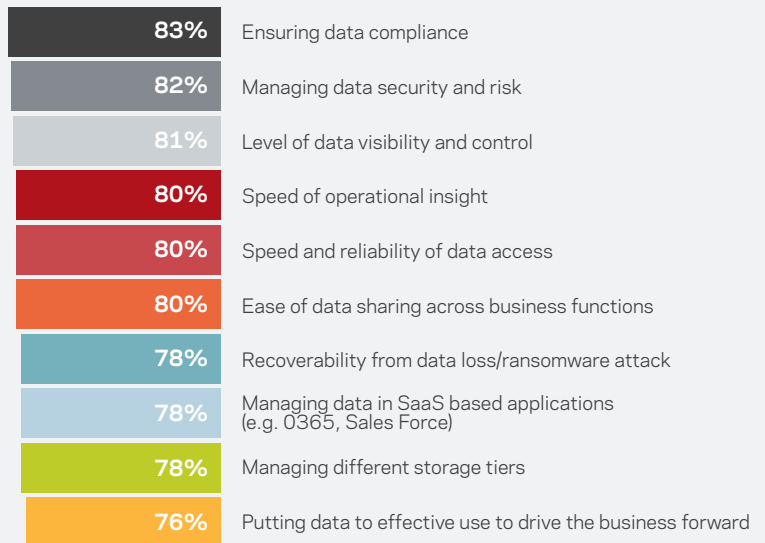 83% Ensuring data compliance
82% Managing data security and risk
81% Level of data visibility and control
80% Speed of operational insight
80% Speed and reliability of data access
80% Ease of data sharing across business functions
78% Recoverability from data loss/ransomware attack
78% Managing data in SaaS based applications
(e.g. 0365, Sales Force)
78% Managing different storage tiers
76% Putting data to effective use to drive the business forward